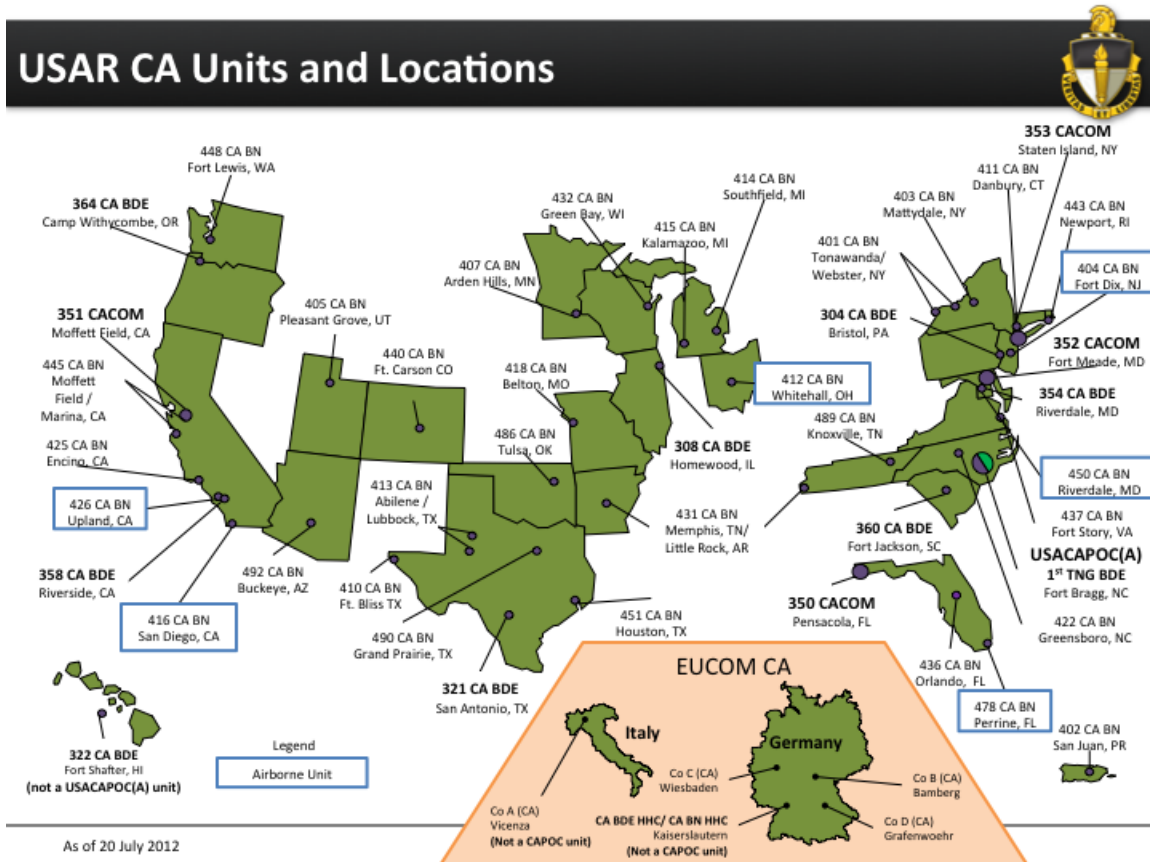 USAR CA Units and Locations
VERITAS ET LIBERTAS
353 CACOM
Staten Island, NY
448 CA BN
Fort Lewis, WA
364 CA BDE
Camp Withycombe, OR
432 CA BN
Green Bay, WI
414 CA BN
Southfield, MI
411 CA BN
Danbury, CT
403 CA BN
Mattydale, NY
443 CA BN
Newport, RI
415 CA BN
Kalamazoo, MI
401 CA BN
Tonawanda/
Webster, NY
404 CA BN
Fort Dix, NJ
407 CA BN
Arden Hills, MN
405 CA BN
Pleasant Grove, UT
351 CACOM
Moffett Field, CA
304 CA BDE
Bristol, PA
352 CACOM
Fort Meade, MD
440 CA BN
Ft. Carson CO
445 CA BN
Moffett
Field /
Marina, CA
418 CA BN
Belton, MO
412 CA BN
Whitehall, OH
354 CA BDE
Riverdale, MD
489 CA BN
Knoxville, TN
425 CA BN
Encino, CA
486 CA BN
Tulsa, OK
308 CA BDE
Homewood, IL
450 CA BN
Riverdale, MD
413 CA BN
Abilene /
Lubbock, TX
426 CA BN
Upland, CA
431 CA BN
Memphis, TN/
Little Rock, AR
437 CA BN
Fort Story, VA
360 CA BDE
Fort Jackson, SC
USACAPOC(A)
1st TNG BDE
Fort Bragg, NC
358 CA BDE
Riverside, CA
492 CA BN
Buckeye, AZ
410 CA BN
Ft. Bliss TX
350 CACOM
Pensacola, FL
451 CA BN
Houston, TX
422 CA BN
Greensboro, NC
416 CA BN
San Diego, CA
490 CA BN
Grand Prairie, TX
436 CA BN
Orlando, FL
321 CA BDE
San Antonio, TX
478 CA BN
Perrine, FL
402 CA BN
San Juan, PR
322 CA BDE
Fort Shafter, HI
(not a USACAPOC(A) unit)
Legend
Airborne Unit
EUCOM CA
Italy
Germany
Co C (CA)
Wiesbaden
Co B (CA)
Bamberg
Co A (CA)
Vicenza
(Not a CAPOC unit)
CA BDE HHC/ CA BN HHC
Kaiserslautern
(Not a CAPOC unit)
Co D (CA)
Grafenwoehr
As of 20 July 2012